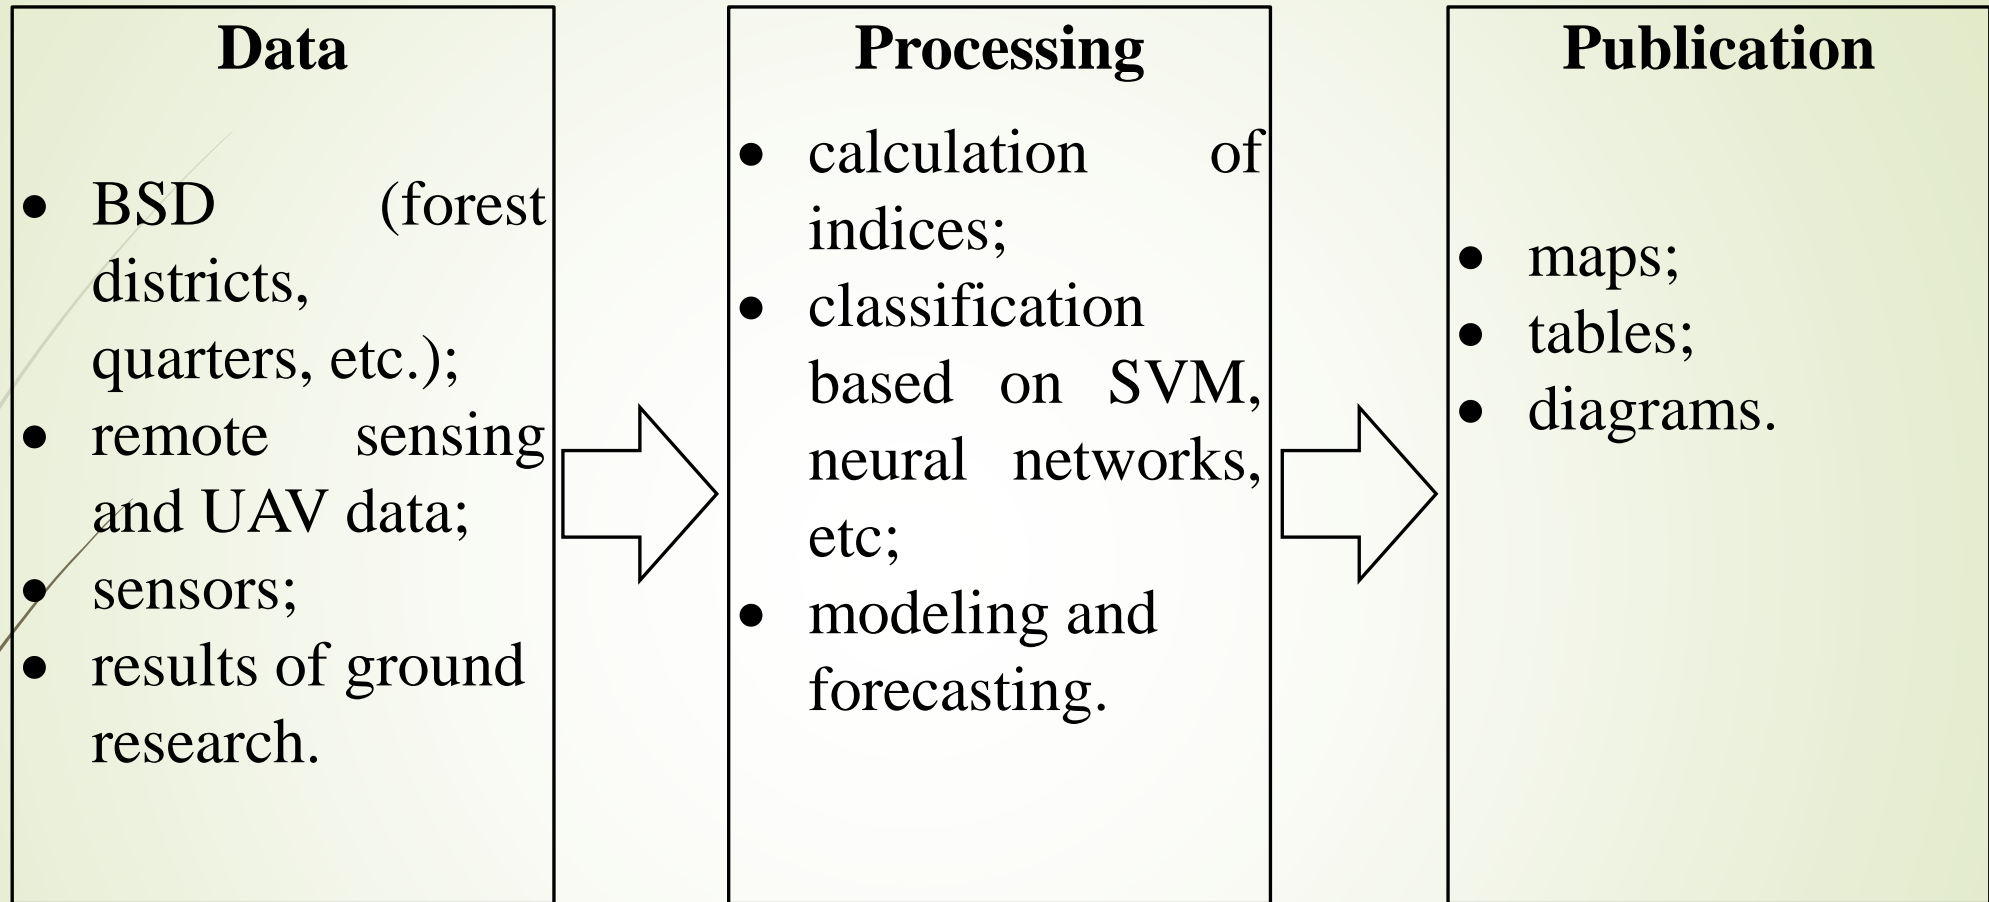 Data
• BSD (forest
districts,
quarters, etc.);
• remote sensing
and UAV data;
• sensors;
• results of ground
research.
Processing
• calculation of
indices;
• classification
based on SVM,
neural networks,
etc;
• modeling and
forecasting.
Publication
• maps;
• tables;
• diagrams.